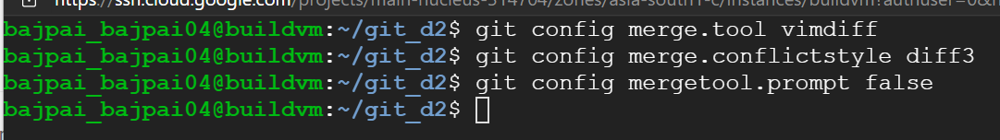 https://ssh.cloud.google.com/projects/main-nucleus-314704/zones/asia-south1-c/instances/buildvm?authuser=0&h
bajpai_bajpai04@buildvm:~/git_d2$ git config merge.tool vimdiff
bajpai_bajpai04@buildvm:~/git_d2$ git config merge.conflictstyle diff3
bajpai_bajpai04@buildvm:~/git_d2$ git config mergetool.prompt false
bajpai_bajpai04@buildvm:~/git_d2$